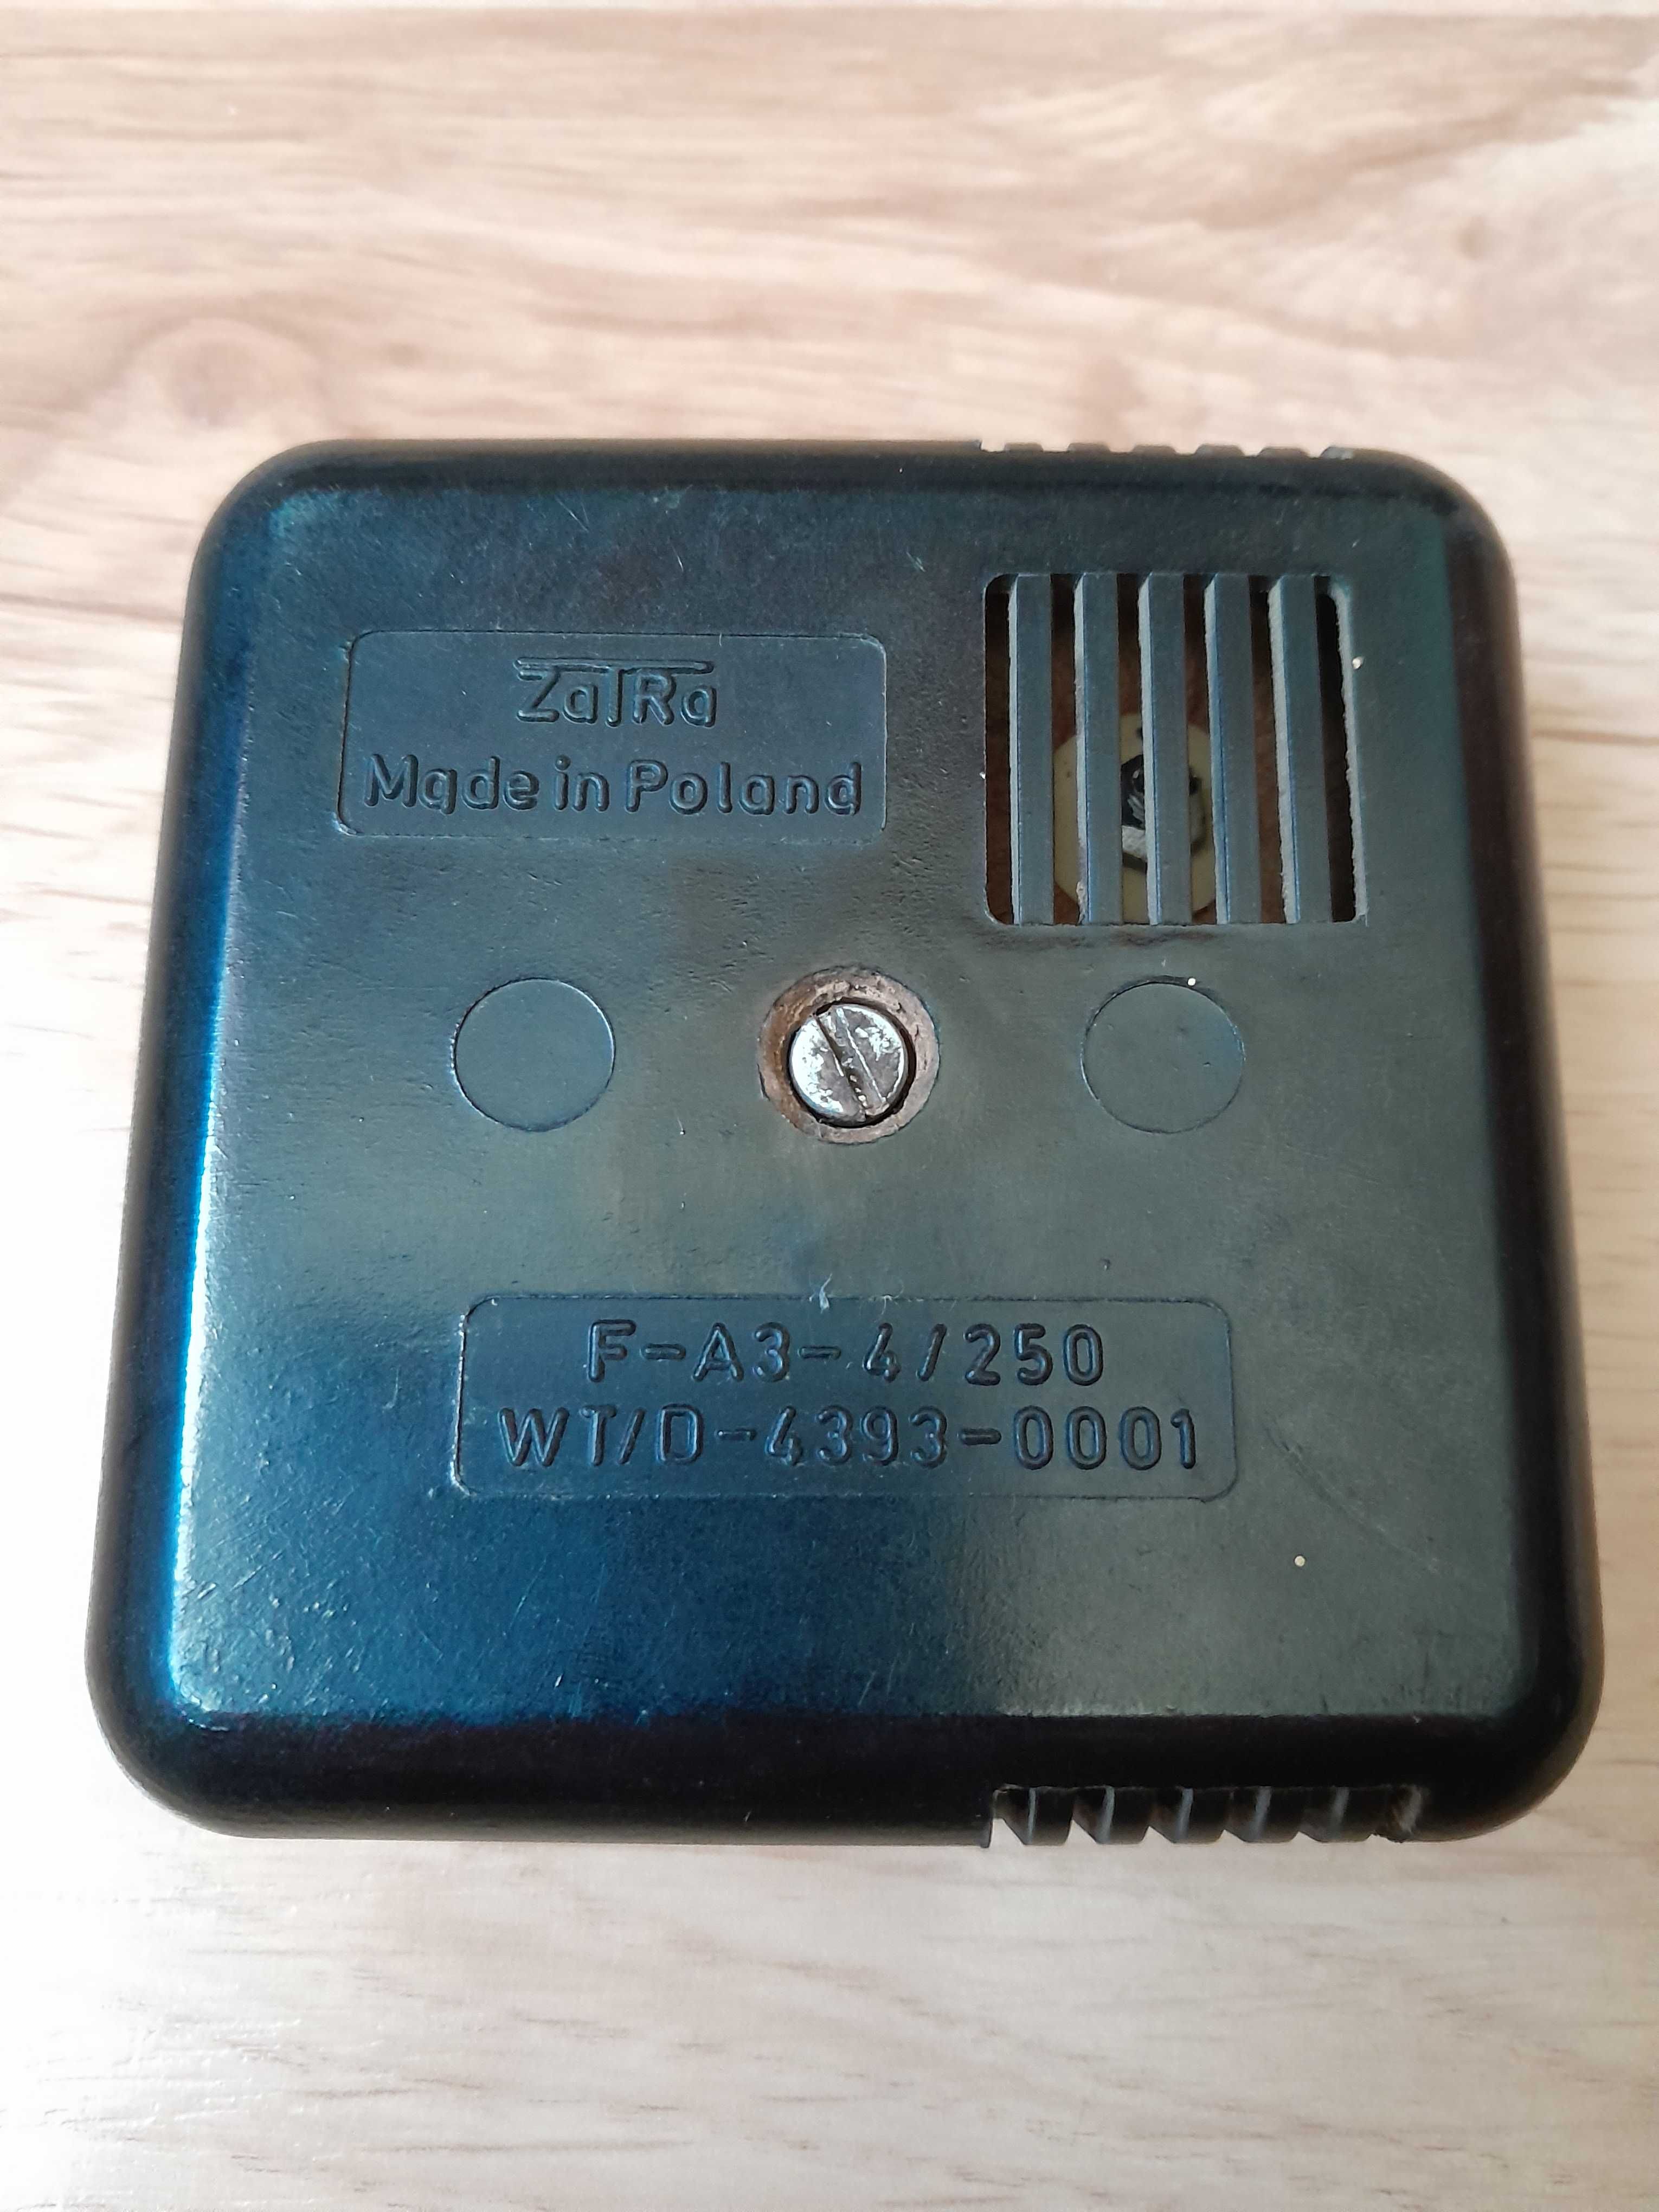 ZaTRa
Made in Poland
F-A3-4/250
WT/D-4393-0001